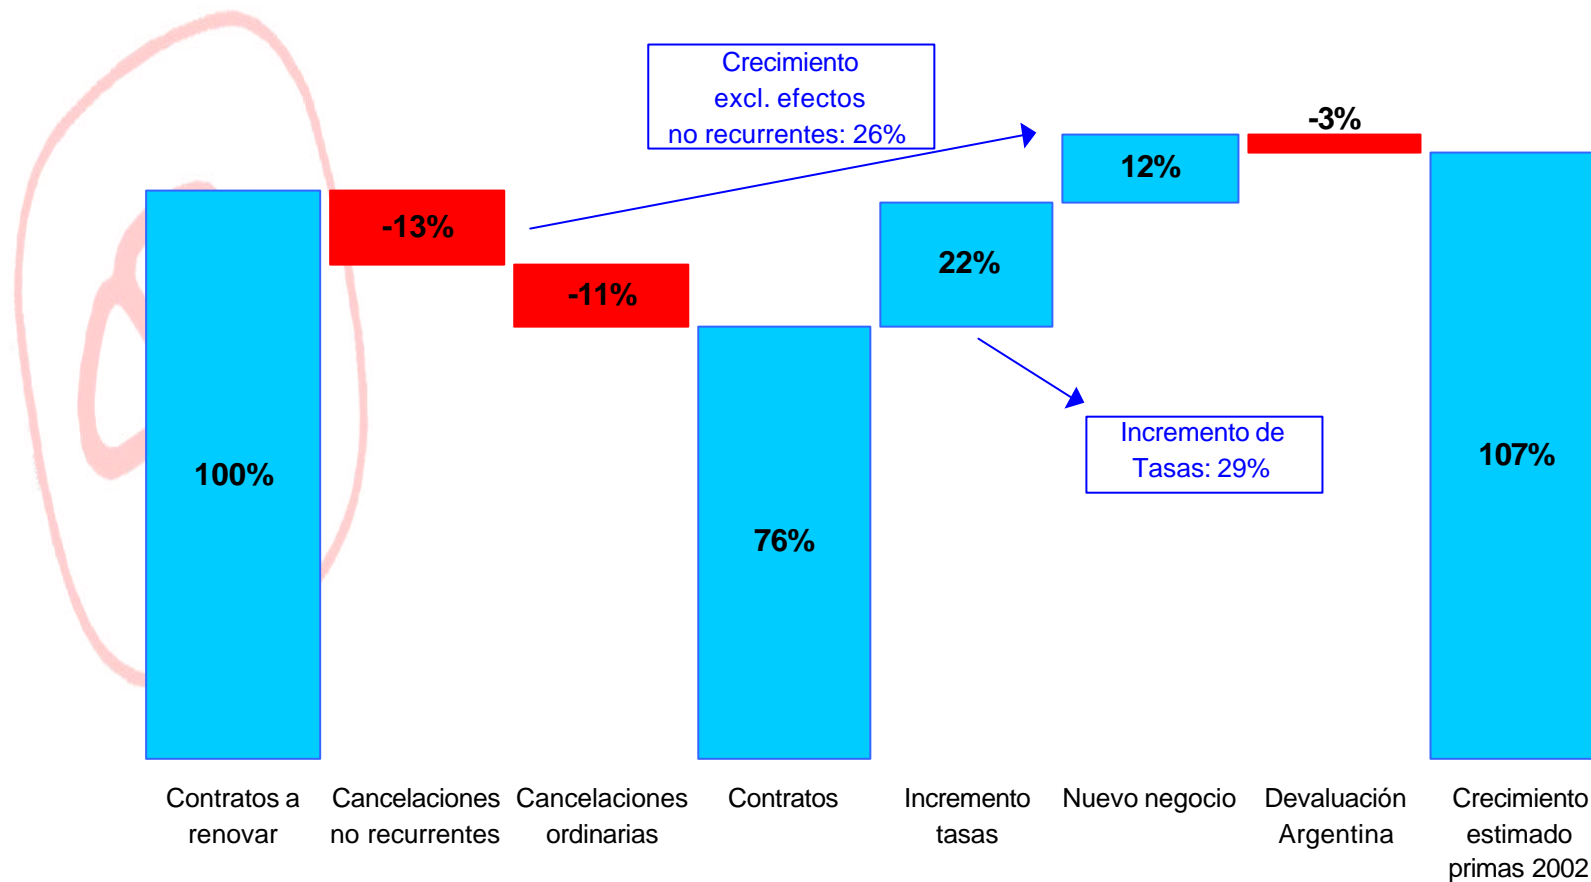 Crecimiento
excl. efectos
no recurrentes: 26%
-3%
12%
-13%
22%
-11%
Incremento de
Tasas: 29%
100%
107%
76%
Contratos a
renovar
Cancelaciones
no recurrentes
Cancelaciones
ordinarias
Contratos
Incremento
tasas
Nuevo negocio
Devaluación
Argentina
Crecimiento
estimado
primas 2002